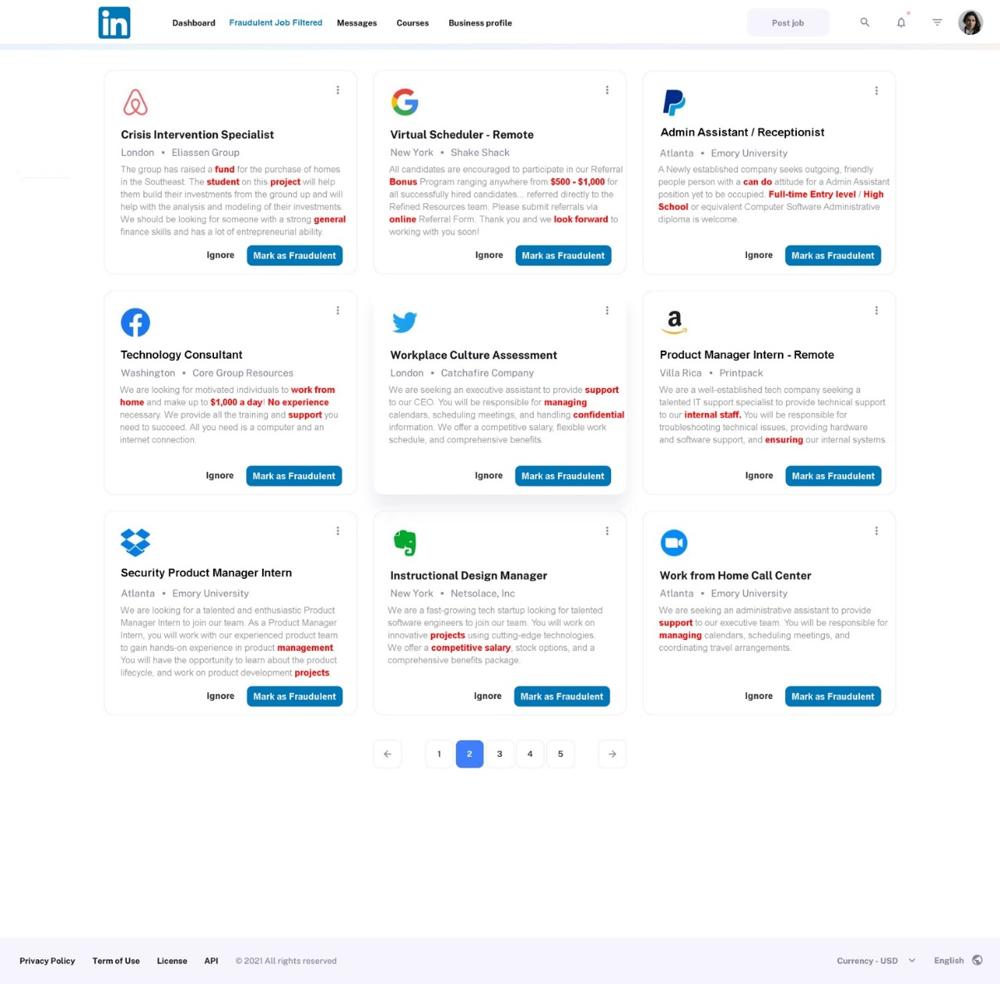 in
Dashboard Fraudulent Job Filtered Messages Courses Business profile Post job
Crisis Intervention Specialist
London • Eliassen Group
The group has raised a fund for the purchase of homes
in the Southeast. The student on this project will help
them build their investments from the ground up and will
help with the analysis and modeling of their investments.
We should be looking for someone with a strong general
finance skills and has a lot of entrepreneurial ability.
Ignore Mark as Fraudulent
Virtual Scheduler - Remote
New York • Shake Shack
All candidates are encouraged to participate in our Referral
Bonus Program ranging anywhere from $500 - $1,000 for
all successfully hired candidates... referred directly to the
Refined Resources team. Please submit referrals via
online Referral Form. Thank you and we look forward to
working with you soon!
Ignore Mark as Fraudulent
Admin Assistant / Receptionist
Atlanta • Emory University
A Newly established company seeks outgoing, friendly
people person with a can do attitude for a Admin Assistant
position yet to be occupied. Full-time Entry level / High
School or equivalent Computer Software Administrative
diploma is welcome.
Ignore Mark as Fraudulent
Technology Consultant
Washington • Core Group Resources
We are looking for motivated individuals to work from
home and make up to $1,000 a day! No experience
necessary. We provide all the training and support you
need to succeed. All you need is a computer and an
internet connection.
Ignore Mark as Fraudulent
Workplace Culture Assessment
London • Catchafire Company
We are seeking an executive assistant to provide support
to our CEO. You will be responsible for managing
calendars, scheduling meetings, and handling confidential
information. We offer a competitive salary, flexible work
schedule, and comprehensive benefits.
Ignore Mark as Fraudulent
a
Product Manager Intern - Remote
Villa Rica • Printpack
We are a well-established tech company seeking a
talented IT support specialist to provide technical support
to our internal staff. You will be responsible for
troubleshooting technical issues, providing hardware
and software support, and ensuring our internal systems.
Ignore Mark as Fraudulent
Security Product Manager Intern
Atlanta • Emory University
We are looking for a talented and enthusiastic Product
Manager Intern to join our team. As a Product Manager
Intern, you will work with our experienced product team
to gain hands-on experience in product management.
You will have the opportunity to learn about the product
lifecycle, and work on product development projects.
Ignore Mark as Fraudulent
Instructional Design Manager
New York • Netsolace, Inc
We are a fast-growing tech startup looking for talented
software engineers to join our team. You will work on
innovative projects using cutting-edge technologies.
We offer a competitive salary, stock options, and a
comprehensive benefits package.
Ignore Mark as Fraudulent
Work from Home Call Center
Atlanta • Emory University
We are seeking an administrative assistant to provide
support to our executive team. You will be responsible for
managing calendars, scheduling meetings, and
coordinating travel arrangements.
Ignore Mark as Fraudulent
1 2 3 4 5
Privacy Policy Term of Use License API © 2021 All rights reserved Currency - USD English